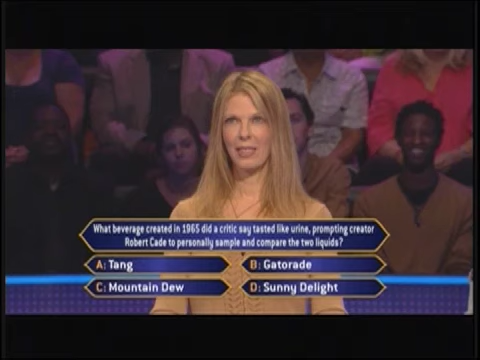 What beverage created in 1965 did a critic say tasted like urine, prompting creator
Robert Cade to personally sample and compare the two liquids?
A: Tang
B: Gatorade
C: Mountain Dew
D: Sunny Delight